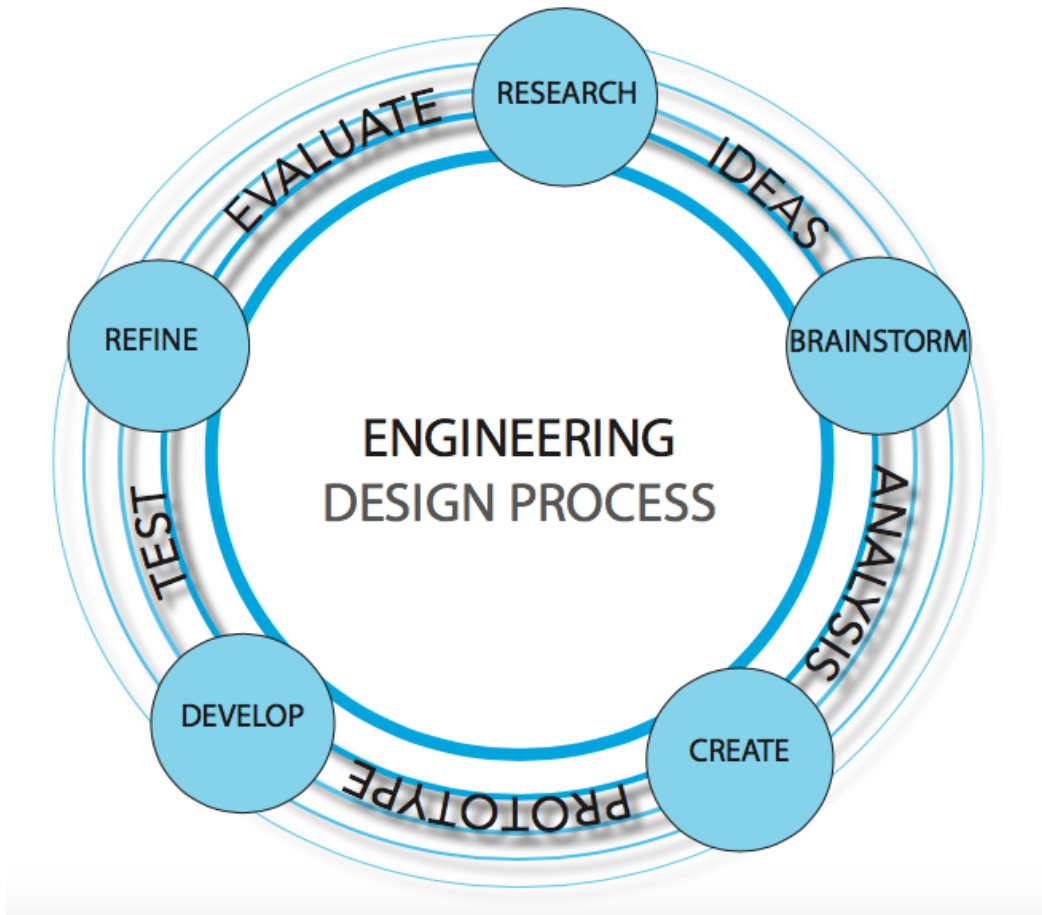 RESEARCH
IDEAS
BRAINSTORM
ANALYSIS
CREATE
PROTOTYPE
DEVELOP
TEST
REFINE
EVALUATE
ENGINEERING
DESIGN PROCESS